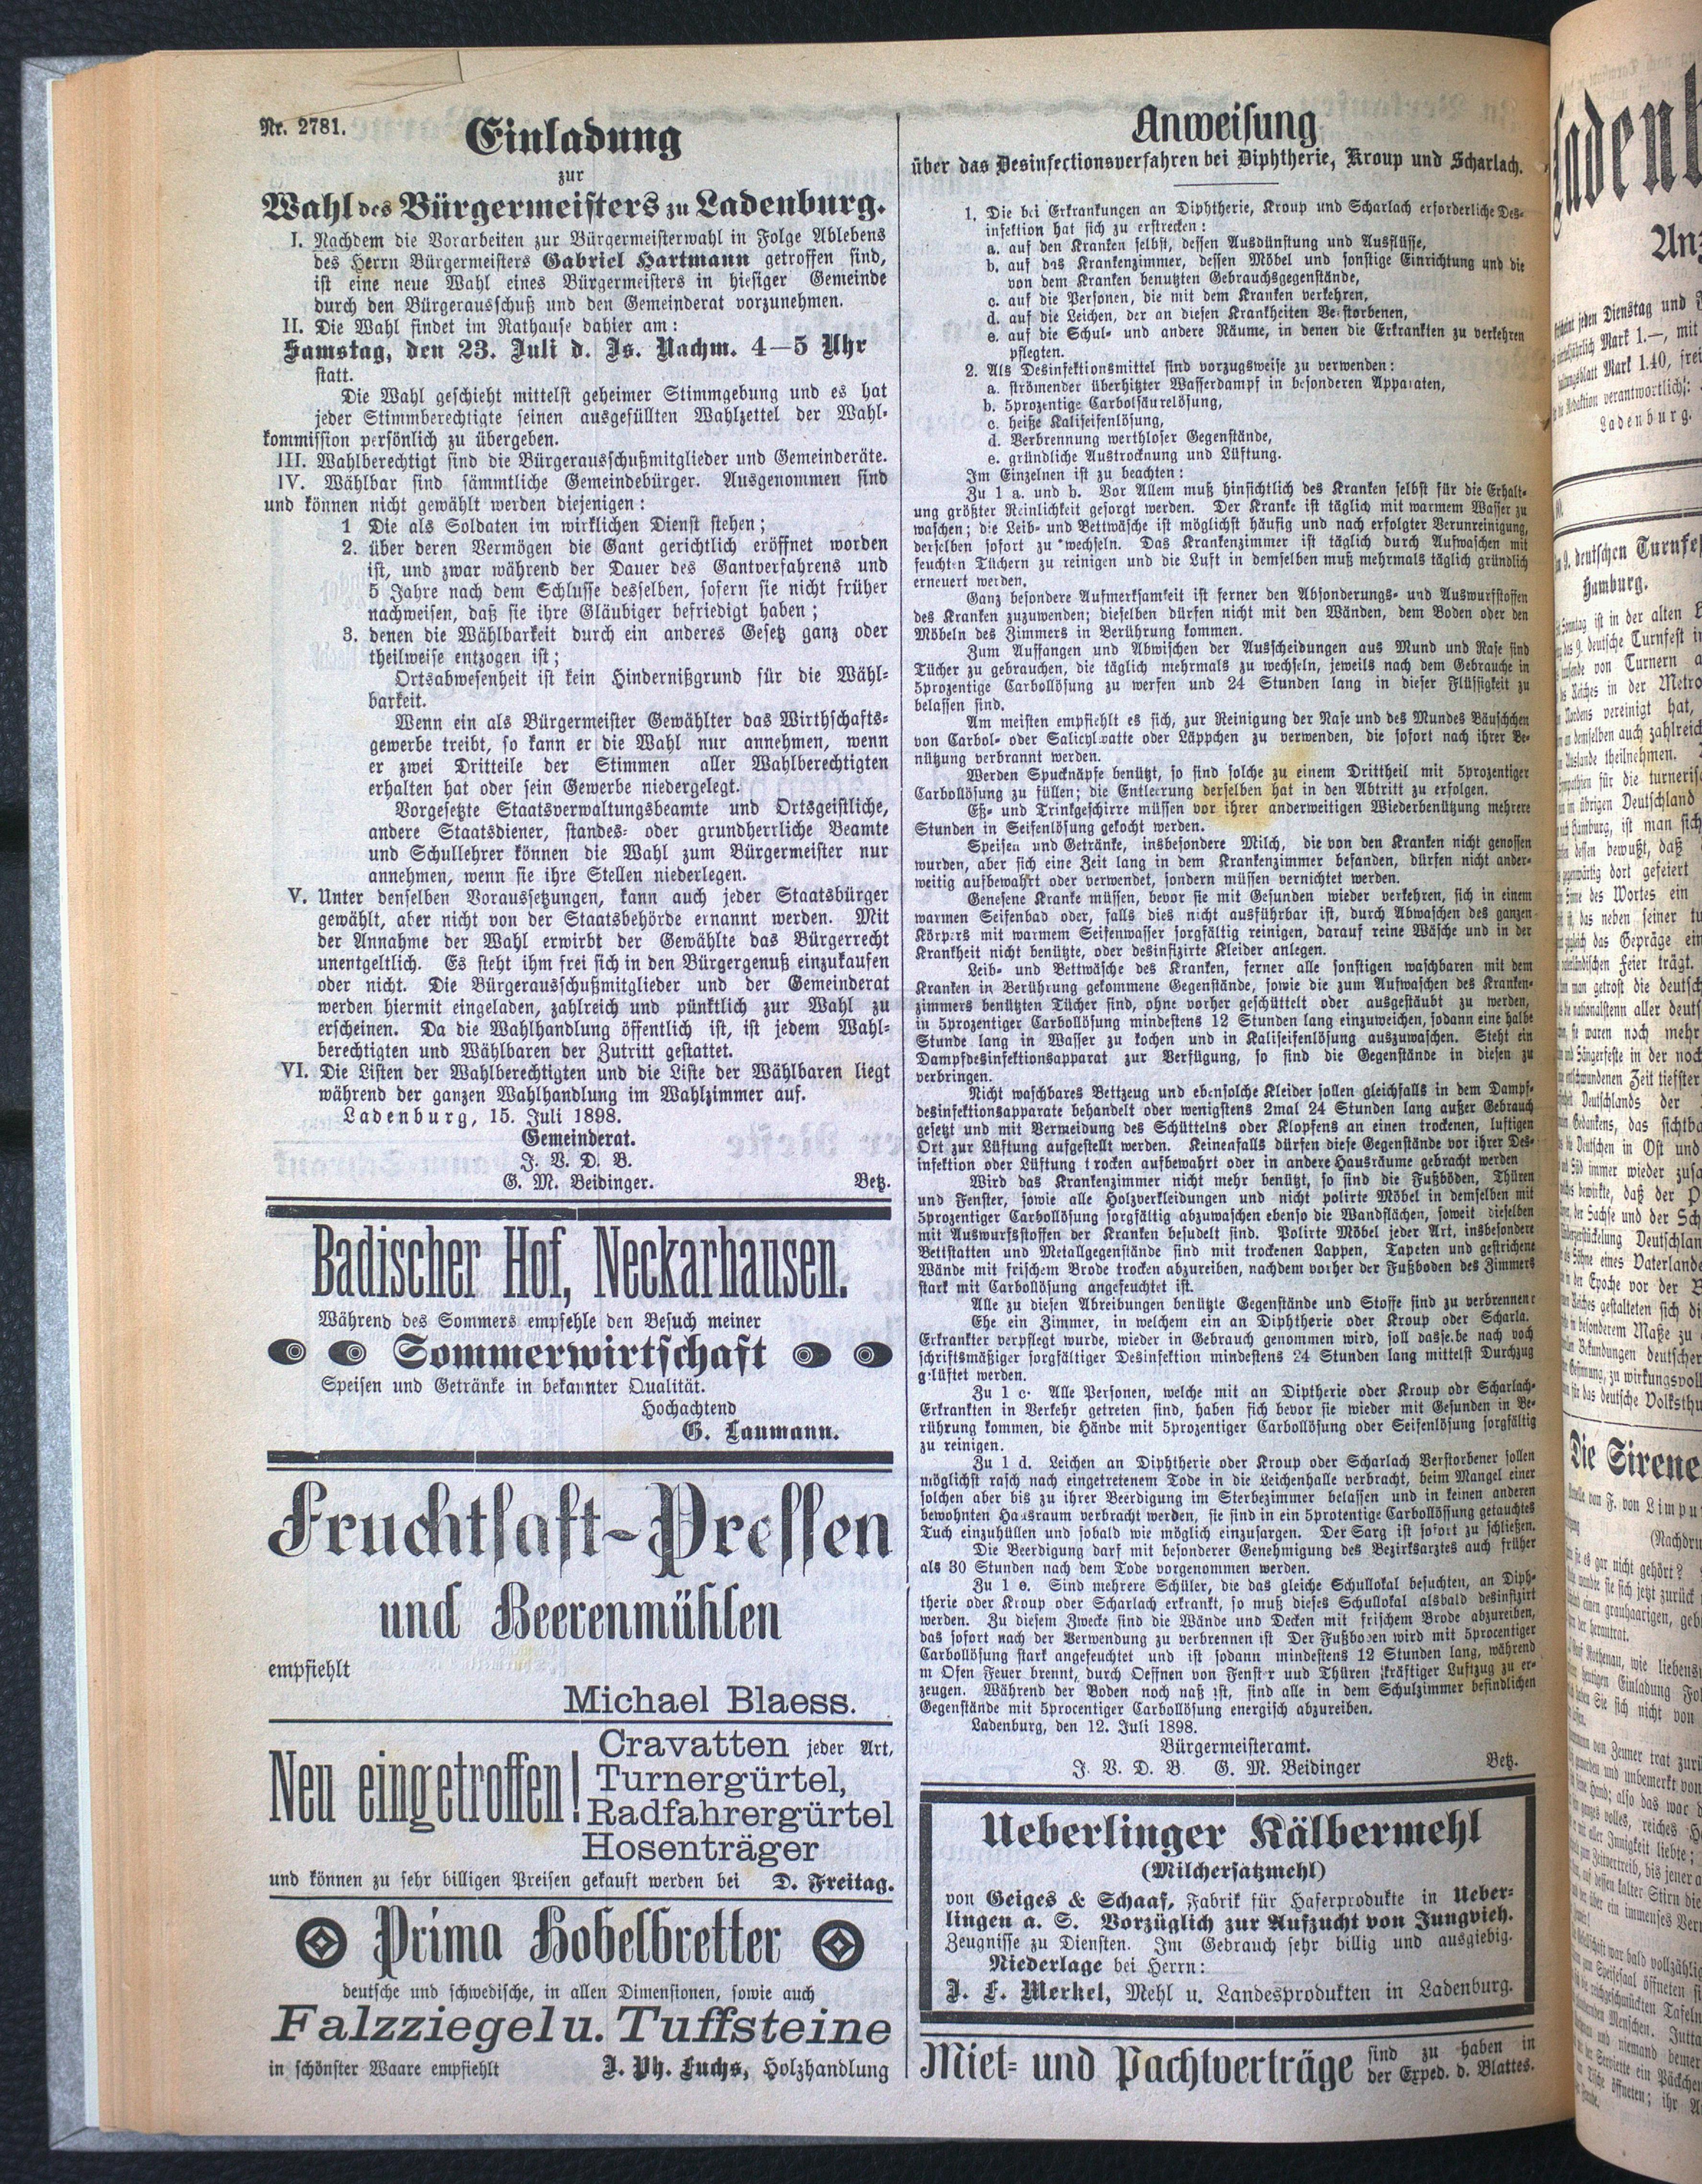 Nr. 2781.
Einladung
zur
Wahl des Bürgermeisters zu Ladenburg.
I. Nachdem die Vorarbeiten zur Bürgermeisterwahl in Folge Ablebens
des Herrn Bürgermeisters Gabriel Hartmann getroffen sind,
ist eine neue Wahl eines Bürgermeisters in hiesiger Gemeinde
durch den Bürgerausschuß und den Gemeinderat vorzunehmen.
II. Die Wahl findet im Rathause dahier am:
Samstag, den 23. Juli d. Js. Nachm. 4—5 Uhr
statt.
Die Wahl geschieht mittelst geheimer Stimmgebung und es hat
jeder Stimmberechtigte seinen ausgefüllten Wahlzettel der Wahl-
kommission persönlich zu übergeben.
III. Wahlberechtigt sind die Bürgerausschußmitglieder und Gemeinderäte.
IV. Wählbar sind sämmtliche Gemeindebürger. Ausgenommen sind
und können nicht gewählt werden diejenigen:
1 Die als Soldaten im wirklichen Dienst stehen;
2. über deren Vermögen die Gant gerichtlich eröffnet worden
ist, und zwar während der Dauer des Gantverfahrens und
5 Jahre nach dem Schlusse desselben, sofern sie nicht früher
nachweisen, daß sie ihre Gläubiger befriedigt haben;
3. denen die Wählbarkeit durch ein anderes Gesetz ganz oder
theilweise entzogen ist;
Ortsabwesenheit ist kein Hindernißgrund für die Wähl-
barkeit.
Wenn ein als Bürgermeister Gewählter das Wirthschafts-
gewerbe treibt, so kann er die Wahl nur annehmen, wenn
er zwei Dritteile der Stimmen aller Wahlberechtigten
erhalten hat oder sein Gewerbe niedergelegt.
Vorgesetzte Staatsverwaltungsbeamte und Ortsgeistliche,
andere Staatsdiener, standes- oder grundherrliche Beamte
und Schullehrer können die Wahl zum Bürgermeister nur
annehmen, wenn sie ihre Stellen niederlegen.
V. Unter denselben Voraussetzungen, kann auch jeder Staatsbürger
gewählt, aber nicht von der Staatsbehörde ernannt werden. Mit
der Annahme der Wahl erwirbt der Gewählte das Bürgerrecht
unentgeltlich. Es steht ihm frei sich in den Bürgergenuß einzukaufen
oder nicht. Die Bürgerausschußmitglieder und der Gemeinderat
werden hiermit eingeladen, zahlreich und pünktlich zur Wahl zu
erscheinen. Da die Wahlhandlung öffentlich ist, ist jedem Wahl-
berechtigten und Wählbaren der Zutritt gestattet.
VI. Die Listen der Wahlberechtigten und die Liste der Wählbaren liegt
während der ganzen Wahlhandlung im Wahlzimmer auf.
Ladenburg, 15. Juli 1898.
Gemeinderat.
J. V. D. B.
G. M. Beidinger. Betz.
Badischer Hof, Neckarhausen.
Während des Sommers empfehle den Besuch meiner
Sommerwirtschaft
Speisen und Getränke in bekannter Qualität.
Hochachtend
G. Laumann.
Fruchtsaft-Pressen
und Beerenmühlen
empfiehlt
Michael Blaess.
Neu eingetroffen!
Cravatten jeder Art,
Turnergürtel,
Radfahrergürtel
Hosenträger
und können zu sehr billigen Preisen gekauft werden bei D. Freitag.
Prima Hobelbretter
deutsche und schwedische, in allen Dimensionen, sowie auch
Falzziegel u. Tuffsteine
in schönster Waare empfiehlt J. Ph. Fuchs, Holzhandlung
Anweisung
über das Desinfectionsverfahren bei Diphtherie, Kroup und Scharlach.
1. Die bei Erkrankungen an Diphtherie, Kroup und Scharlach erforderliche Des-
infektion hat sich zu erstrecken:
a. auf den Kranken selbst, dessen Ausdünstung und Ausflüsse,
b. auf das Krankenzimmer, dessen Möbel und sonstige Einrichtung und die
von dem Kranken benutzten Gebrauchsgegenstände,
c. auf die Personen, die mit dem Kranken verkehren,
d. auf die Leichen, der an diesen Krankheiten Verstorbenen,
e. auf die Schul- und andere Räume, in denen die Erkrankten zu verkehren
pflegten.
2. Als Desinfektionsmittel sind vorzugsweise zu verwenden:
a. strömender überhitzter Wasserdampf in besonderen Apparaten,
b. 5prozentige Carbolsäurelösung,
c. heiße Kaliseifenlösung,
d. Verbrennung werthloser Gegenstände,
e. gründliche Austrocknung und Lüftung.
Im Einzelnen ist zu beachten:
Zu 1 a. und b. Vor Allem muß hinsichtlich des Kranken selbst für die Erhalt-
ung größter Reinlichkeit gesorgt werden. Der Kranke ist täglich mit warmem Wasser zu
waschen; die Leib- und Bettwäsche ist möglichst häufig und nach erfolgter Verunreinigung,
derselben sofort zu wechseln. Das Krankenzimmer ist täglich durch Aufwaschen mit
feuchten Tüchern zu reinigen und die Luft in demselben muß mehrmals täglich gründlich
erneuert werden.
Ganz besondere Aufmerksamkeit ist ferner den Absonderungs- und Auswurfstoffen
des Kranken zuzuwenden; dieselben dürfen nicht mit den Wänden, dem Boden oder den
Möbeln des Zimmers in Berührung kommen.
Zum Auffangen und Abwischen der Ausscheidungen aus Mund und Nase sind
Tücher zu gebrauchen, die täglich mehrmals zu wechseln, jeweils nach dem Gebrauche in
5prozentige Carbollösung zu werfen und 24 Stunden lang in dieser Flüssigkeit zu
belassen sind.
Am meisten empfiehlt es sich, zur Reinigung der Nase und des Mundes Bäuschchen
von Carbol- oder Salicylwatte oder Läppchen zu verwenden, die sofort nach ihrer Be-
nützung verbrannt werden.
Werden Spucknäpfe benützt, so sind solche zu einem Drittheil mit 5prozentiger
Carbollösung zu füllen; die Entleerung derselben hat in den Abtritt zu erfolgen.
Eß- und Trinkgeschirre müssen vor ihrer anderweitigen Wiederbenützung mehrere
Stunden in Seifenlösung gekocht werden.
Speisen und Getränke, insbesondere Milch, die von den Kranken nicht genossen
wurden, aber sich eine Zeit lang in dem Krankenzimmer befanden, dürfen nicht ander-
weitig aufbewahrt oder verwendet, sondern müssen vernichtet werden.
Genesene Kranke müssen, bevor sie mit Gesunden wieder verkehren, sich in einem
warmen Seifenbad oder, falls dies nicht ausführbar ist, durch Abwaschen des ganzen
Körpers mit warmem Seifenwasser sorgfältig reinigen, darauf reine Wäsche und in der
Krankheit nicht benützte, oder desinfizirte Kleider anlegen.
Leib- und Bettwäsche des Kranken, ferner alle sonstigen waschbaren mit dem
Kranken in Berührung gekommene Gegenstände, sowie die zum Aufwaschen des Kranken-
zimmers benützten Tücher sind, ohne vorher geschüttelt oder ausgestäubt zu werden,
in 5prozentiger Carbollösung mindestens 12 Stunden lang einzuweichen, sodann eine halbe
Stunde lang in Wasser zu kochen und in Kaliseifenlösung auszuwaschen. Steht ein
Dampfdesinfektionsapparat zur Verfügung, so sind die Gegenstände in diesen zu
verbringen.
Nicht waschbares Bettzeug und ebensolche Kleider sollen gleichfalls in dem Dampf-
desinfektionsapparate behandelt oder wenigstens 2mal 24 Stunden lang außer Gebrauch
gesetzt und mit Vermeidung des Schüttelns oder Klopfens an einen trockenen, luftigen
Ort zur Lüftung aufgestellt werden. Keinenfalls dürfen diese Gegenstände vor ihrer Des-
infektion oder Lüftung trocken aufbewahrt oder in andere Hausräume gebracht werden
Wird das Krankenzimmer nicht mehr benützt, so sind die Fußböden, Thüren
und Fenster, sowie alle Holzverkleidungen und nicht polirte Möbel in demselben mit
5prozentiger Carbollösung sorgfältig abzuwaschen ebenso die Wandflächen, soweit dieselben
mit Auswurfsstoffen der Kranken besudelt sind. Polirte Möbel jeder Art, insbesondere
Bettstatten und Metallgegenstände sind mit trockenen Lappen, Tapeten und gestrichene
Wände mit frischem Brode trocken abzureiben, nachdem vorher der Fußboden des Zimmers
stark mit Carbollösung angefeuchtet ist.
Alle zu diesen Abreibungen benützte Gegenstände und Stoffe sind zu verbrennen
Ehe ein Zimmer, in welchem ein an Diphtherie oder Kroup oder Scharla.
Erkrankter verpflegt wurde, wieder in Gebrauch genommen wird, soll dasselbe nach voch
schriftsmäßiger sorgfältiger Desinfektion mindestens 24 Stunden lang mittelst Durchzug
gelüftet werden.
Zu 1 c. Alle Personen, welche mit an Diptherie oder Kroup odr Scharlach-
Erkrankten in Verkehr getreten sind, haben sich bevor sie wieder mit Gesunden in Be-
rührung kommen, die Hände mit 5prozentiger Carbollösung oder Seifenlösung sorgfältig
zu reinigen.
Zu 1 d. Leichen an Diphtherie oder Kroup oder Scharlach Verstorbener sollen
möglichst rasch nach eingetretenem Tode in die Leichenhalle verbracht, beim Mangel einer
solchen aber bis zu ihrer Beerdigung im Sterbezimmer belassen und in keinen anderen
bewohnten Hausraum verbracht werden, sie sind in ein 5protentige Carbollössung getauchtes
Tuch einzuhüllen und sobald wie möglich einzusargen. Der Sarg ist sofort zu schließen.
Die Beerdigung darf mit besonderer Genehmigung des Bezirksarztes auch früher
als 30 Stunden nach dem Tode vorgenommen werden.
Zu 1 e. Sind mehrere Schüler, die das gleiche Schullokal besuchten, an Diph-
therie oder Kroup oder Scharlach erkrankt, so muß dieses Schullokal alsbald desinfizirt
werden. Zu diesem Zwecke sind die Wände und Decken mit frischem Brode abzureiben,
das sofort nach der Verwendung zu verbrennen ist Der Fußboden wird mit 5procentiger
Carbollösung stark angefeuchtet und ist sodann mindestens 12 Stunden lang, während
m Ofen Feuer brennt, durch Oeffnen von Fenster und Thüren kräftiger Luftzug zu er-
zeugen. Während der Boden noch naß ist, sind alle in dem Schulzimmer befindlichen
Gegenstände mit 5procentiger Carbollösung energisch abzureiben.
Ladenburg, den 12. Juli 1898.
Bürgermeisteramt.
J. V. D. B. G. M. Beidinger Betz.
Ueberlinger Kälbermehl
(Milchersatzmehl)
von Geiges & Schaaf, Fabrik für Haferprodukte in Ueber-
lingen a. S. Vorzüglich zur Aufzucht von Jungvieh.
Zeugnisse zu Diensten. Im Gebrauch sehr billig und ausgiebig.
Niederlage bei Herrn:
J. F. Merkel, Mehl u. Landesprodukten in Ladenburg.
Miet- und Pachtverträge sind zu haben in
der Exped. d. Blattes.
jeden Dienstag und
Mark 1.—, mit
Mark 1.40, frei
Redaktion verantwortlich:
Ladenburg.
9. deutschen Turnfest
Hamburg.
Die Sirene